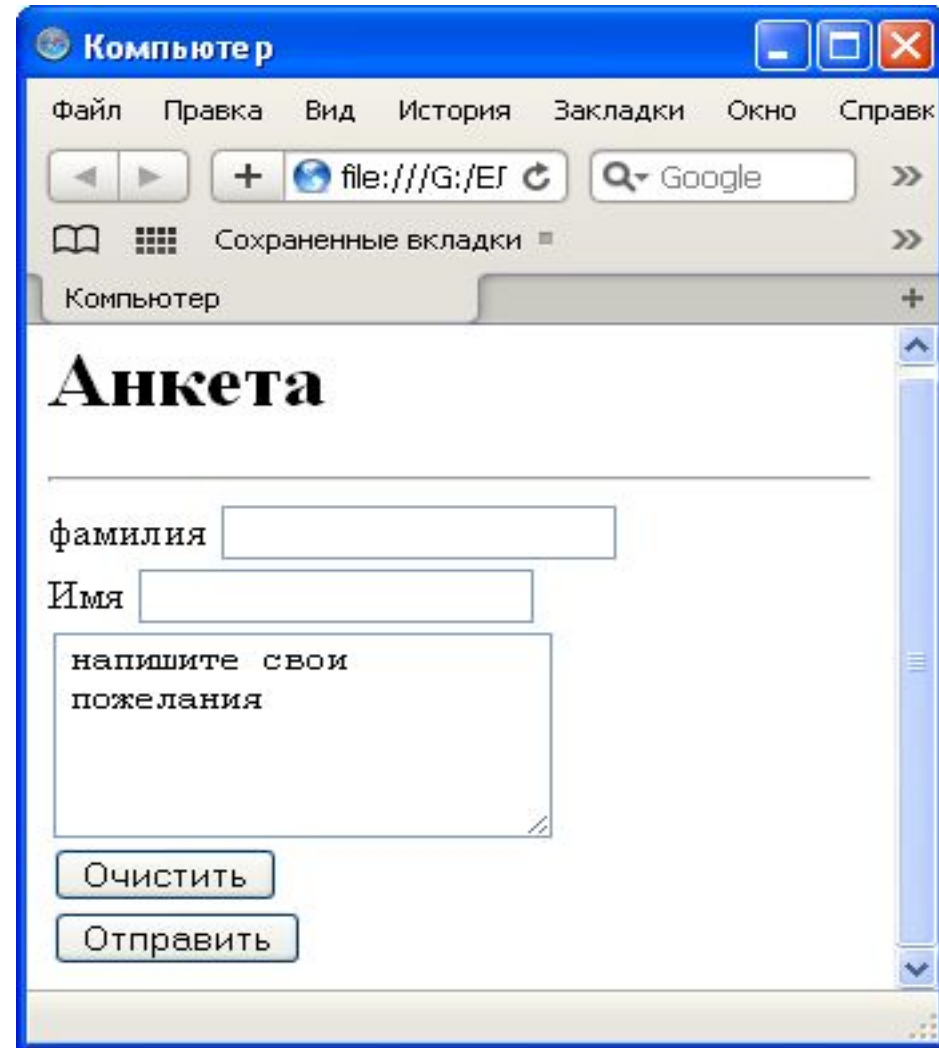 Компьютер
Файл Правка Вид История Закладки Окно Справк
file:///G:/ЕГ Google
Сохраненные вкладки
Компьютер
Анкета
фамилия
Имя
напишите свои
пожелания
Очистить
Отправить